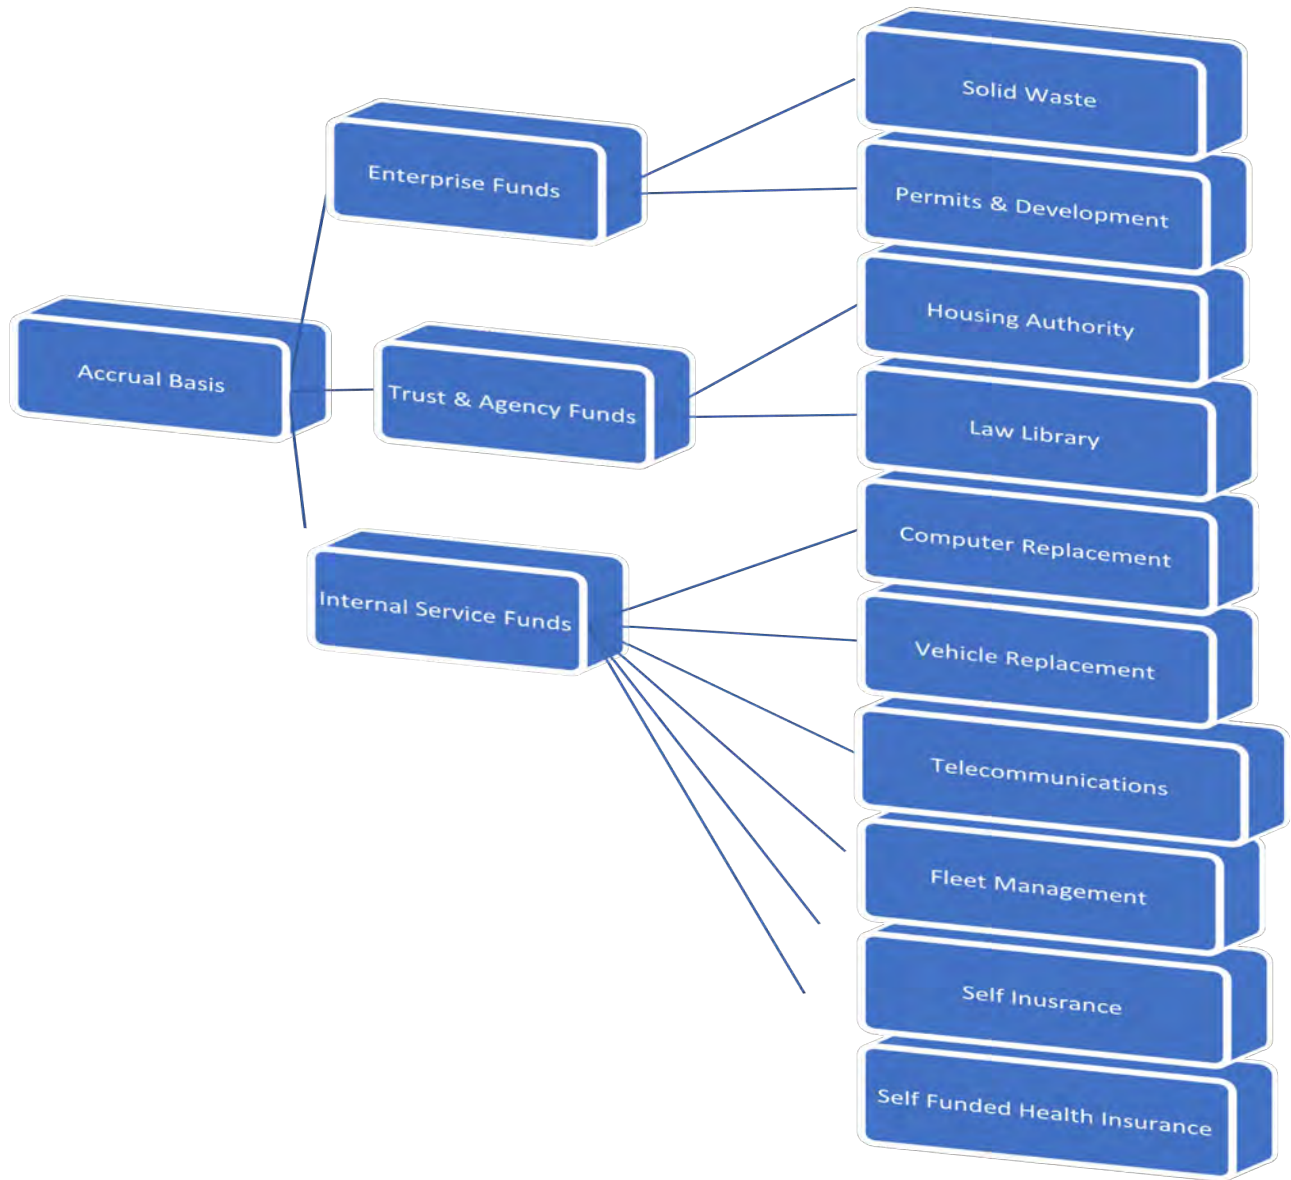 Accrual Basis
Enterprise Funds
Solid Waste
Permits & Development
Trust & Agency Funds
Housing Authority
Law Library
Internal Service Funds
Computer Replacement
Vehicle Replacement
Telecommunications
Fleet Management
Self Inusrance
Self Funded Health Insurance